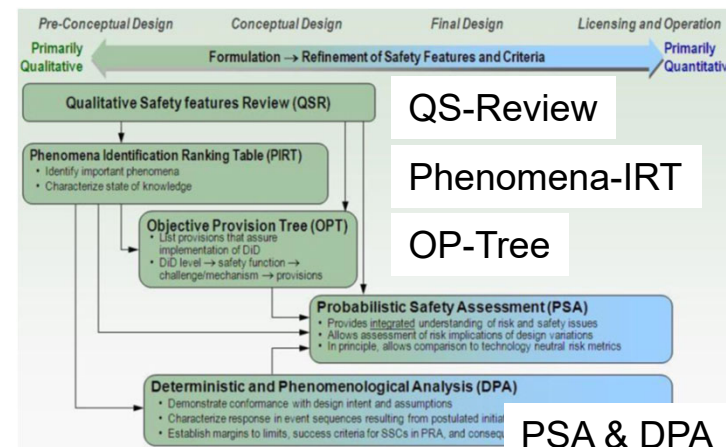 Pre-Conceptual Design Conceptual Design Final Design Licensing and Operation
Primarily Qualitative
Formulation → Refinement of Safety Features and Criteria
Primarily
Qualitative Safety features Review (QSR)
QS-Review
Phenomena Identification Ranking Table (PIRT)
• Identify important phenomena
• Characterize state of knowledge
Phenomena-IRT
Objective Provision Tree (OPT)
• List provisions that assure
implementation of DiD
• DiD level → safety function →
challenge/mechanism → provisions
OP-Tree
Probabilistic Safety Assessment (PSA)
• Provides integrated understanding of risk and safety issues
• Allows assessment of risk implications of design variations
• In principle, allows comparison to technology neutral risk metrics
Deterministic and Phenomenological Analysis (DPA)
• Demonstrate conformance with design intent and assumptions
• Characterize response in event sequences resulting from postulated
• Establish margins to limits, success criteria for SSCs in PRA, and
PSA & DPA